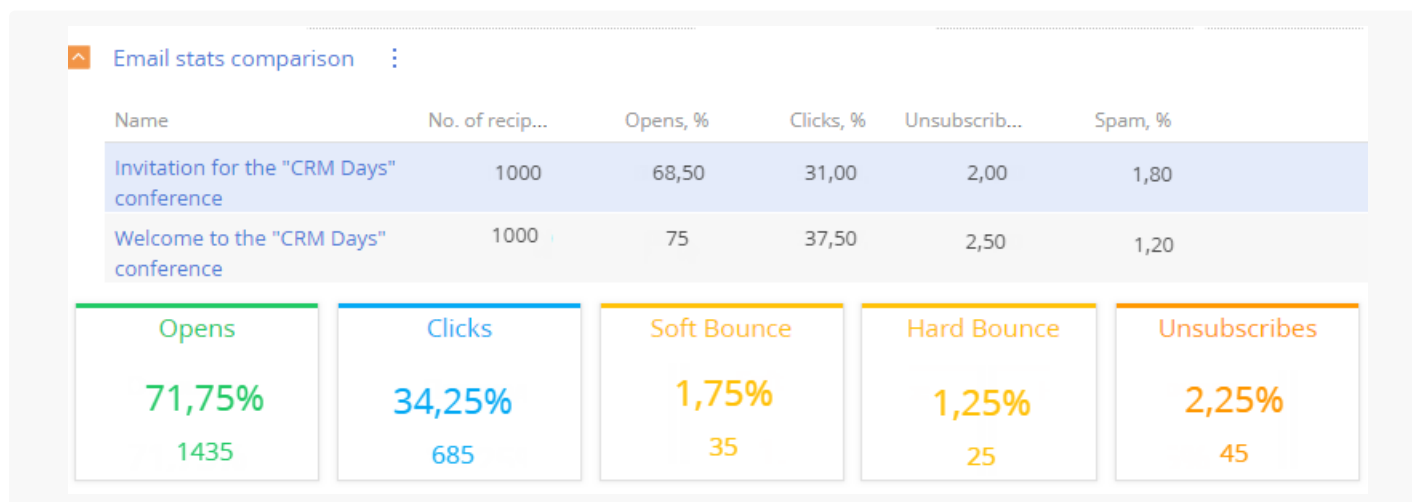 Email stats comparison
Name No. of recip... Opens, % Clicks, % Unsubscrib... Spam, %
Invitation for the "CRM Days" 1000 68,50 31,00 2,00 1,80
conference
Welcome to the "CRM Days" 1000 75 37,50 2,50 1,20
conference
Opens Clicks Soft Bounce Hard Bounce Unsubscribes
71,75% 34,25% 1,75% 1,25% 2,25%
1435 685 35 25 45